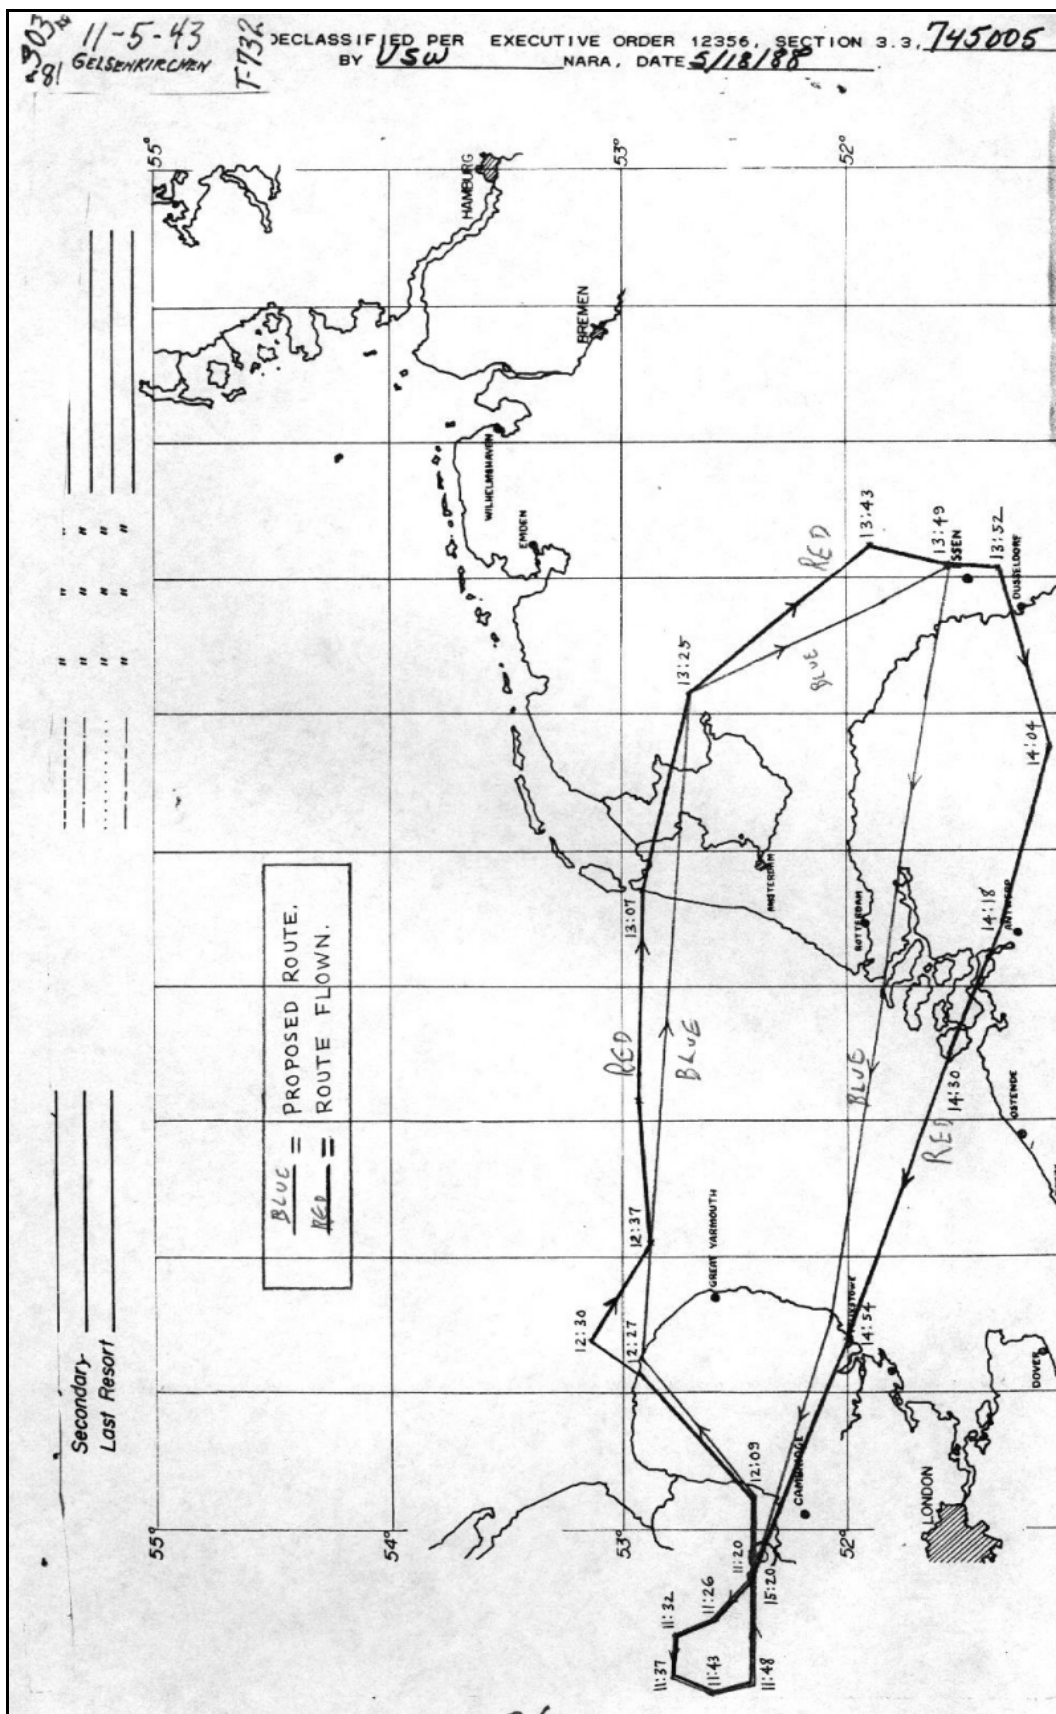 303
81
11-5-43
GELSENKIRCHEN
T-732
DECLASSIFIED PER EXECUTIVE ORDER 12356, SECTION 3.3, 745005
BY VSW NARA, DATE 5/18/88
55°
53°
52°
HAMBURG
BREMEN
WILHELMSHAVEN
EMDEN
13:43
RED
13:49
ESSEN
13:52
DUSSELDORF
13:25
BLUE
14:04
AMSTERDAM
13:07
ROTTERDAM
14:18
ANTWERP
BLUE = PROPOSED ROUTE.
RED = ROUTE FLOWN.
RED
BLUE
BLUE
14:30
RED
OSTENDE
12:37
GREAT YARMOUTH
12:30
12:27
14:54
DOVER
Secondary
Last Resort
12:09
CAMBRIDGE
LONDON
55°
54°
53°
52°
11:20
15:20
11:26
11:32
11:37
11:43
11:48